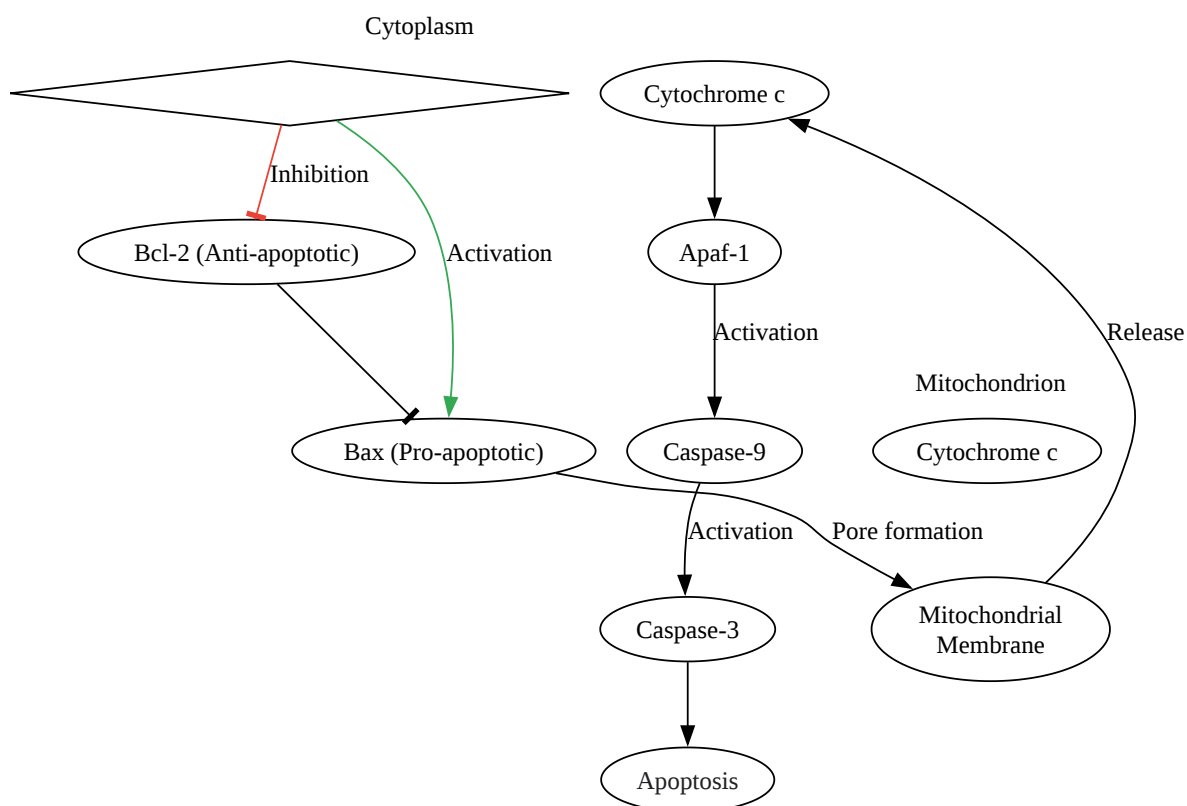 Cytoplasm
Cytochrome c
Inhibition
Bcl-2 (Anti-apoptotic)
Activation
Apaf-1
Activation
Release
Mitochondrion
Bax (Pro-apoptotic)
Caspase-9
Cytochrome c
Activation
Pore formation
Caspase-3
Mitochondrial
Membrane
Apoptosis